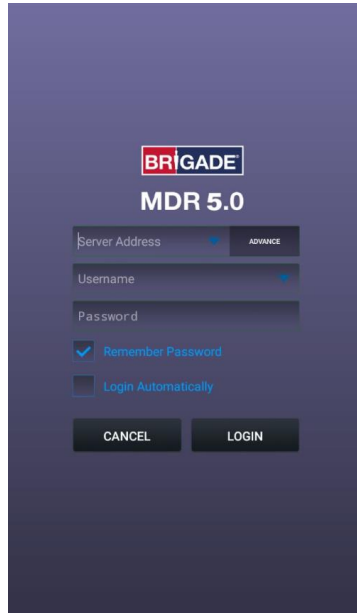 BRIGADE
MDR 5.0
Server Address ADVANCE
Username
Password
Remember Password
Login Automatically
CANCEL LOGIN